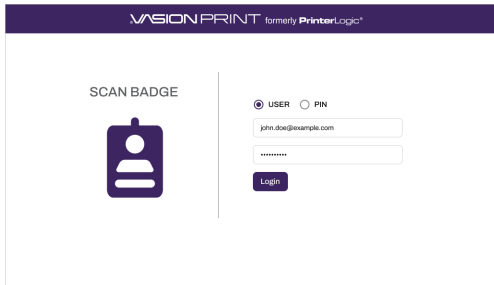 VASION PRINT formerly PrinterLogic®
SCAN BADGE
USER PIN
john.doe@example.com
••••••••••
Login